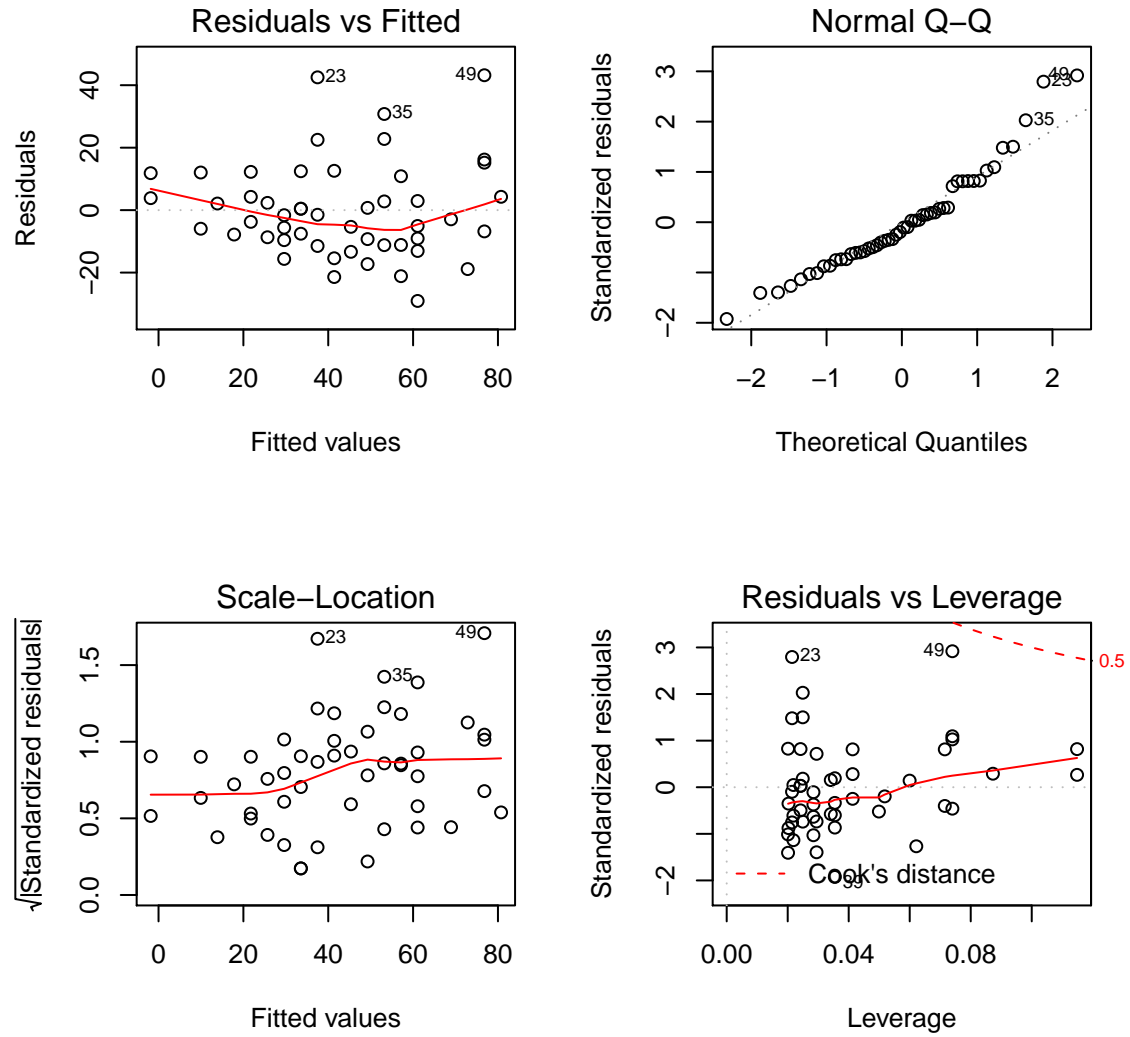 Residuals vs Fitted
Residuals
−20 0 20 40
23
49
35
0 20 40 60 80
Fitted values
Normal Q−Q
Standardized residuals
−2 0 1 2 3
49
23
35
−2 −1 0 1 2
Theoretical Quantiles
Scale−Location
√|Standardized residuals|
0.0 0.5 1.0 1.5
23
49
35
0 20 40 60 80
Fitted values
Residuals vs Leverage
Standardized residuals
−2 0 1 2 3
23
49
0.5
39
Cook's distance
0.00 0.04 0.08
Leverage